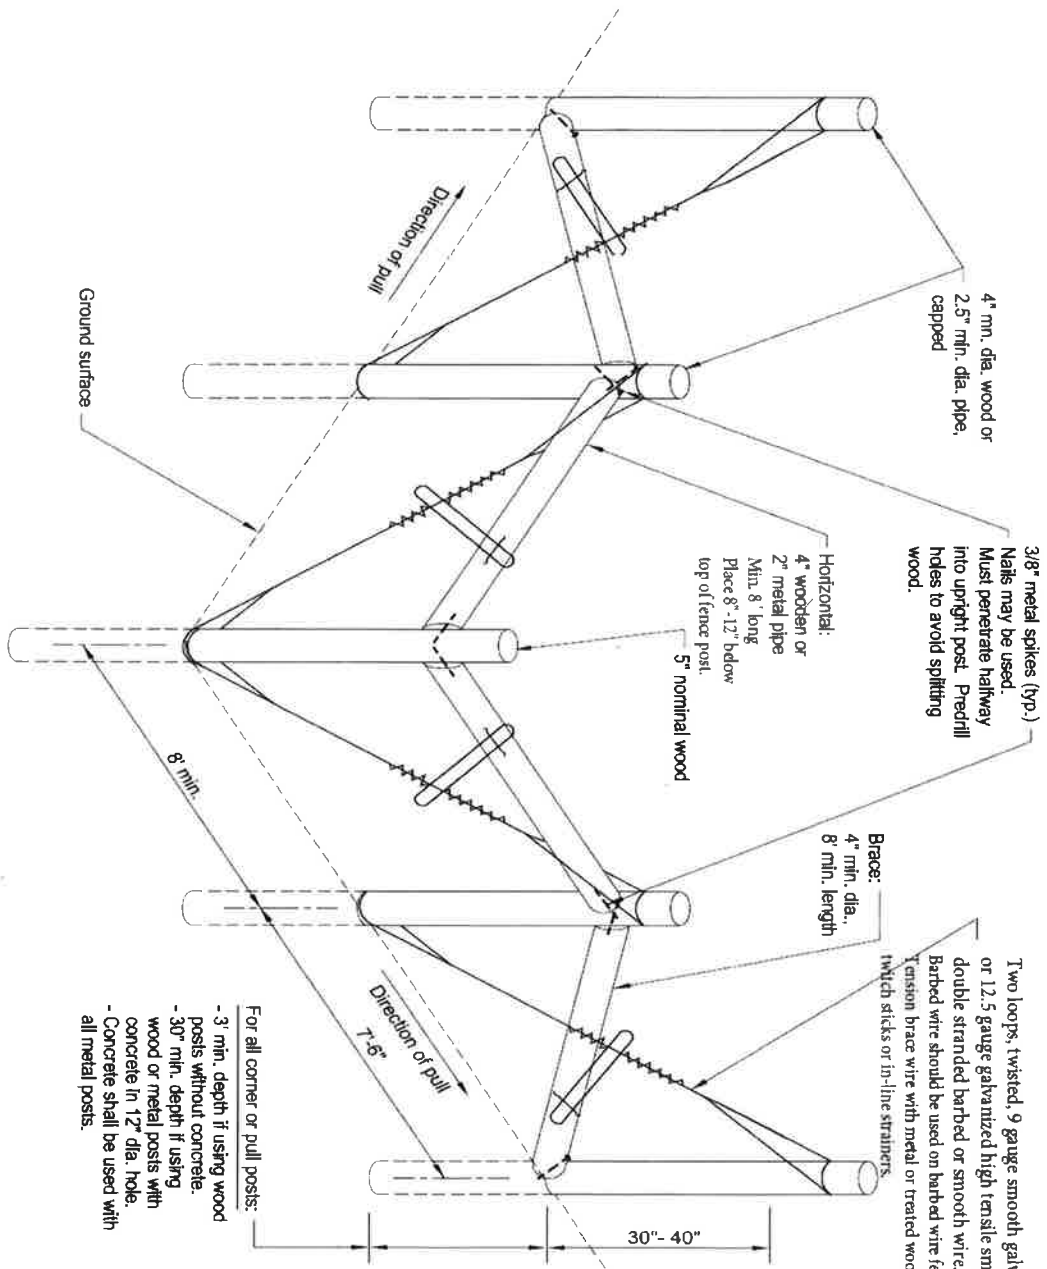 4" mn. dia. wood or
2.5" min. dia. pipe,
capped
3/8" metal spikes (typ.)
Nails may be used.
Must penetrate halfway
into upright post. Predrill
holes to avoid splitting
wood.
Horizontal:
4" wooden or
2" metal pipe
Min. 8' long
Place 8"-12" below
top of fence post.
5" nominal wood
Brace:
4" min. dia.,
8' min. length
Two loops, twisted, 9 gauge smooth
or 12.5 gauge galvanized high tensile
double stranded barbed or smooth wire.
Barbed wire should be used on barbed wire
Tension brace wire with metal or treated
twitch sticks or in-line strainers.
Direction of pull
Ground surface
8' min.
Direction of pull
7'-6"
30"- 40"
For all corner or pull posts:
- 3' min. depth if using wood
posts without concrete.
- 30" min. depth if using
wood or metal posts with
concrete in 12" dia. hole.
- Concrete shall be used with
all metal posts.